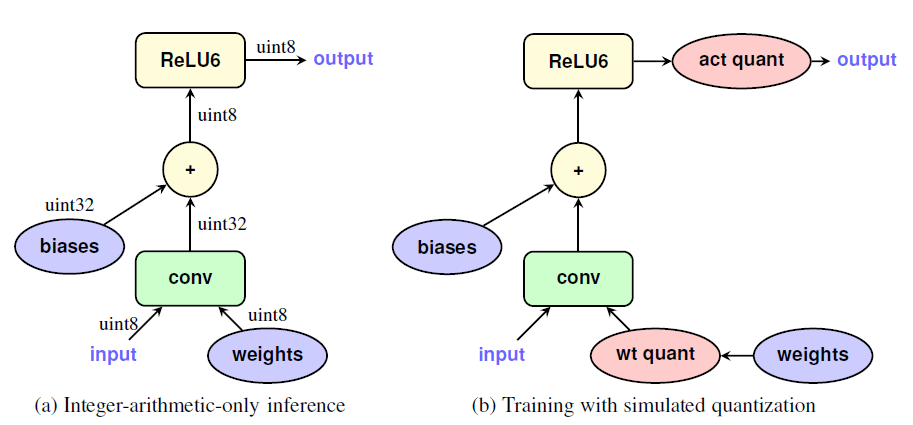 ReLU6
uint8
output
uint8
+
uint32
biases
uint32
conv
uint8
uint8
input
weights
(a) Integer-arithmetic-only inference
ReLU6
act quant
output
+
biases
conv
input
wt quant
weights
(b) Training with simulated quantization